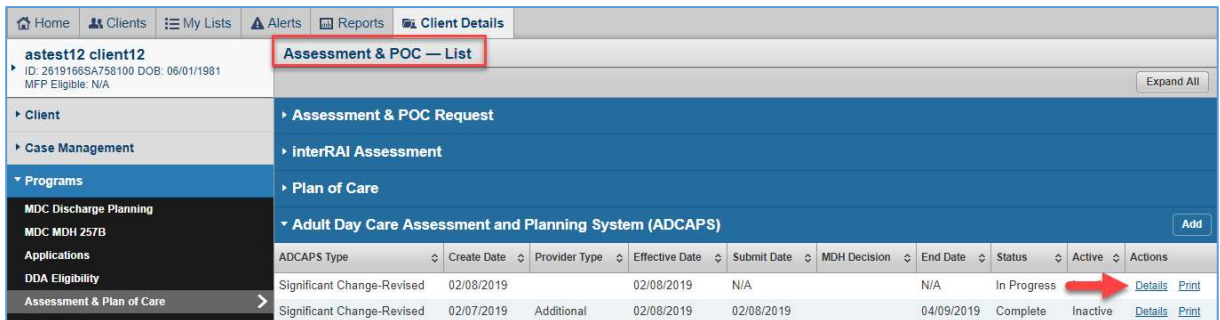 Home Clients My Lists Alerts Reports Client Details
astest12 client12
ID: 2619166SA758100 DOB: 06/01/1981
MFP Eligible: N/A
Assessment & POC — List
Expand All
Client
Case Management
Programs
MDC Discharge Planning
MDC MDH 257B
Applications
DDA Eligibility
Assessment & Plan of Care
Assessment & POC Request
interRAI Assessment
Plan of Care
Adult Day Care Assessment and Planning System (ADCAPS) Add
ADCAPS Type Create Date Provider Type Effective Date Submit Date MDH Decision End Date Status Active Actions
Significant Change-Revised 02/08/2019 02/08/2019 N/A N/A In Progress Details Print
Significant Change-Revised 02/07/2019 Additional 02/08/2019 02/08/2019 04/09/2019 Complete Inactive Details Print